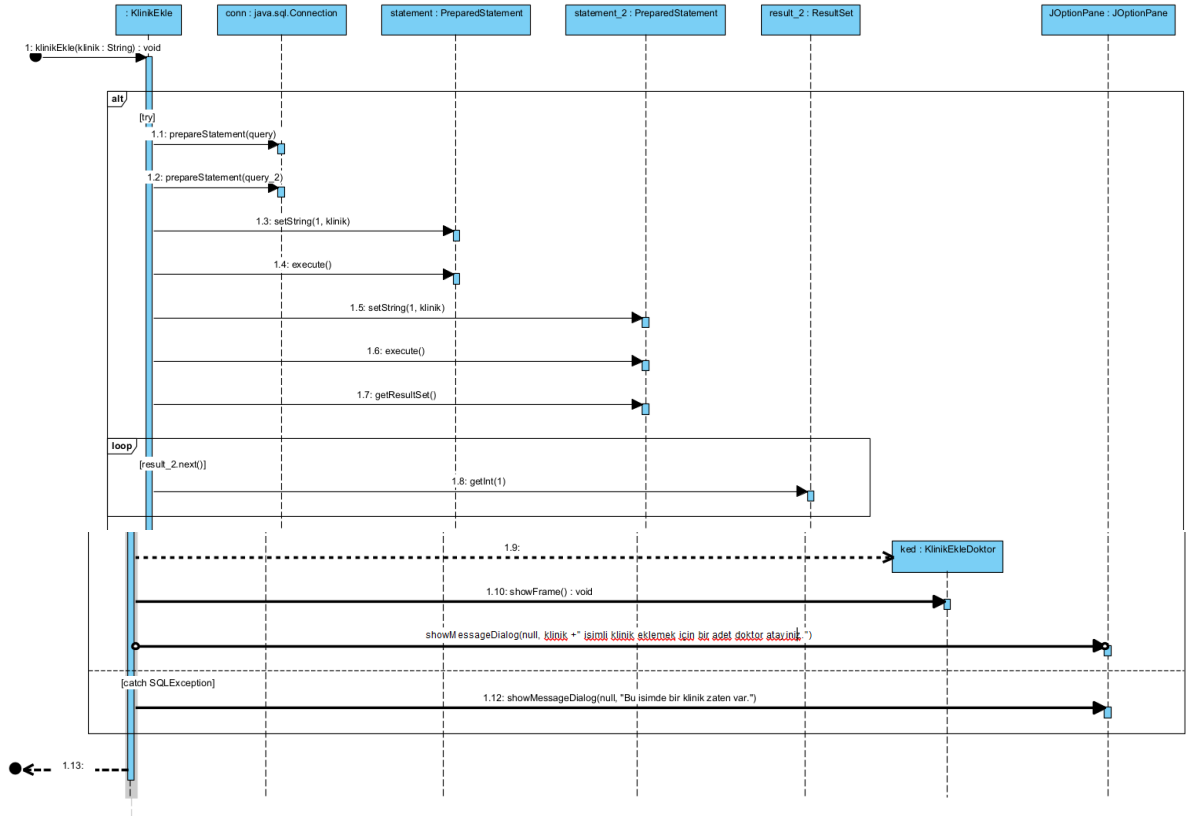 : KlinikEkle
conn : java.sql.Connection
statement : PreparedStatement
statement_2 : PreparedStatement
result_2 : ResultSet
JOptionPane : JOptionPane
1: klinikEkle(klinik : String) : void
alt
[try]
1.1: prepareStatement(query)
1.2: prepareStatement(query_2)
1.3: setString(1, klinik)
1.4: execute()
1.5: setString(1, klinik)
1.6: execute()
1.7: getResultSet()
loop
[result_2.next()]
1.8: getInt(1)
1.9:
ked : KlinikEkleDoktor
1.10: showFrame() : void
showMessageDialog(null, klinik +" isimli klinik eklemek için bir adet doktor atayiniz.")
[catch SQLException]
1.12: showMessageDialog(null, "Bu isimde bir klinik zaten var.")
1.13: